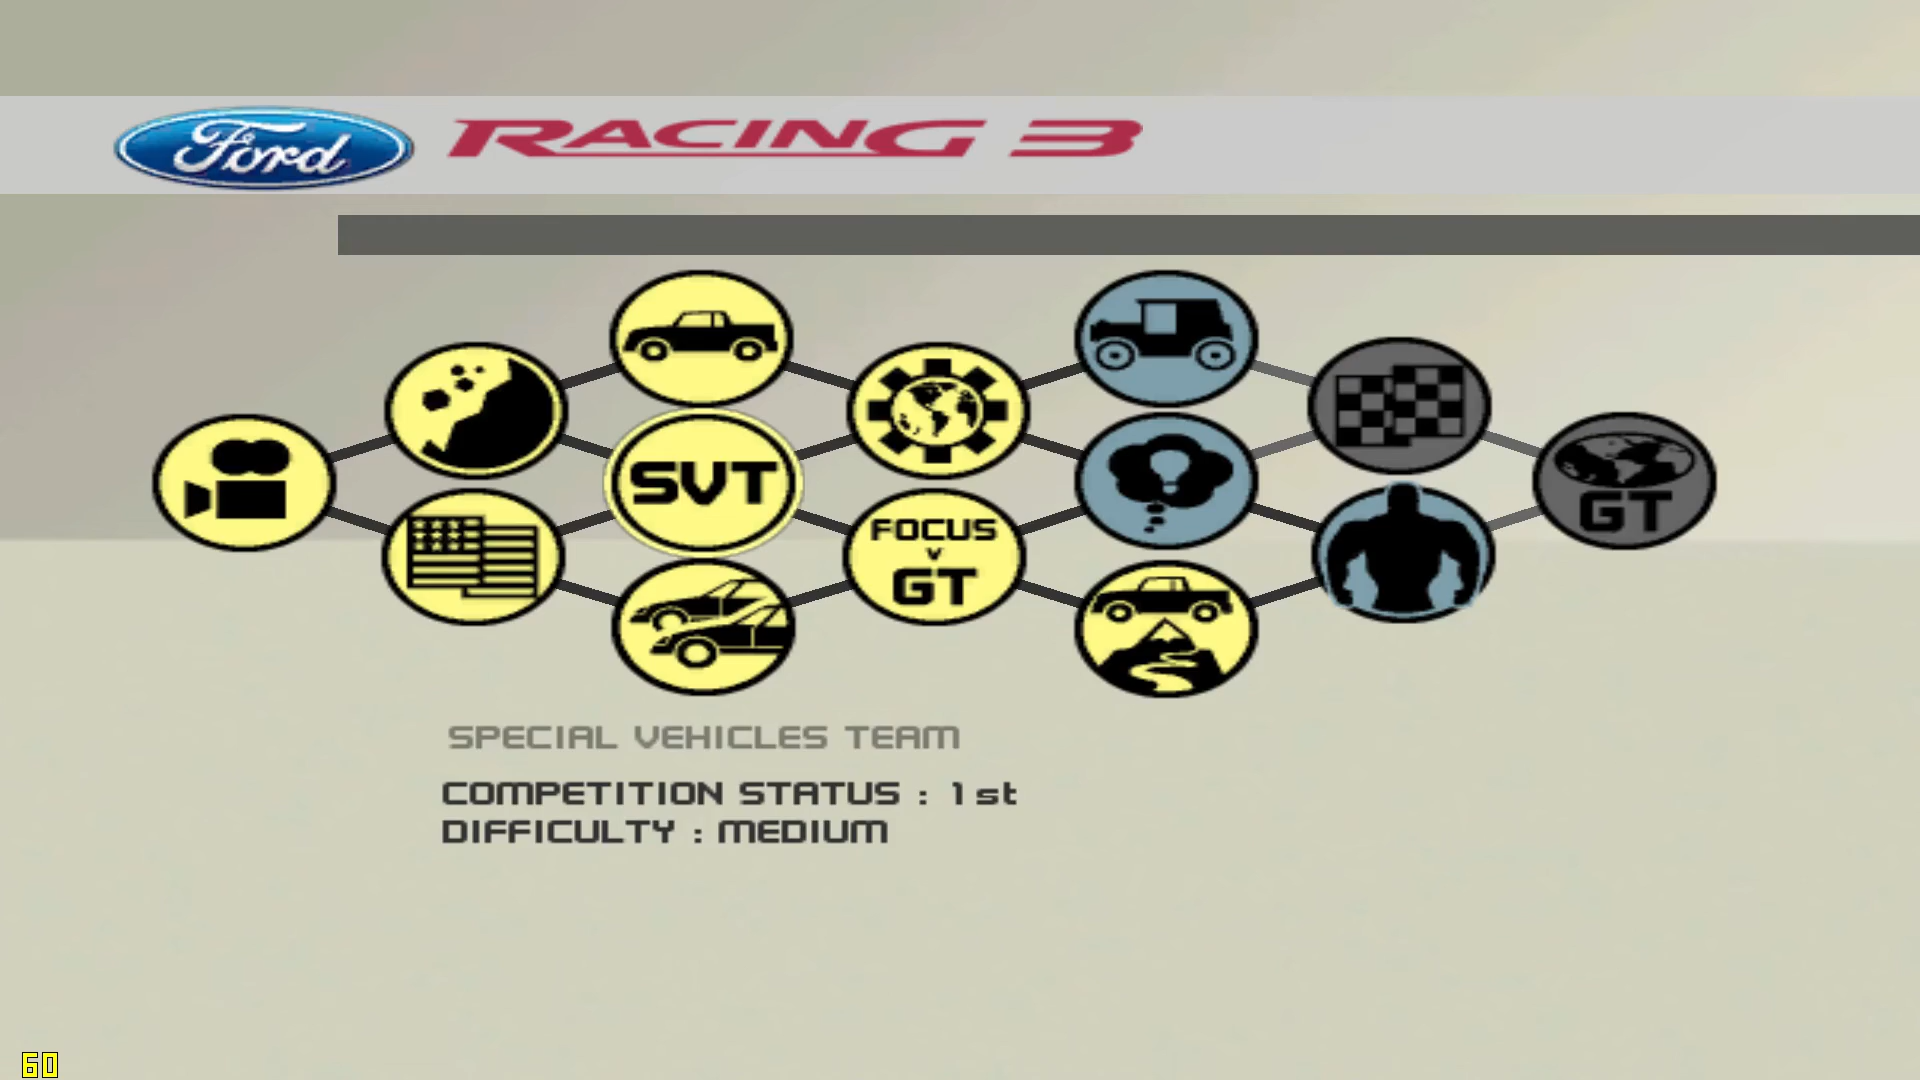 Ford RACING 3
SVT
FOCUS
v
GT
GT
SPECIAL VEHICLES TEAM
COMPETITION STATUS : 1st
DIFFICULTY : MEDIUM
60